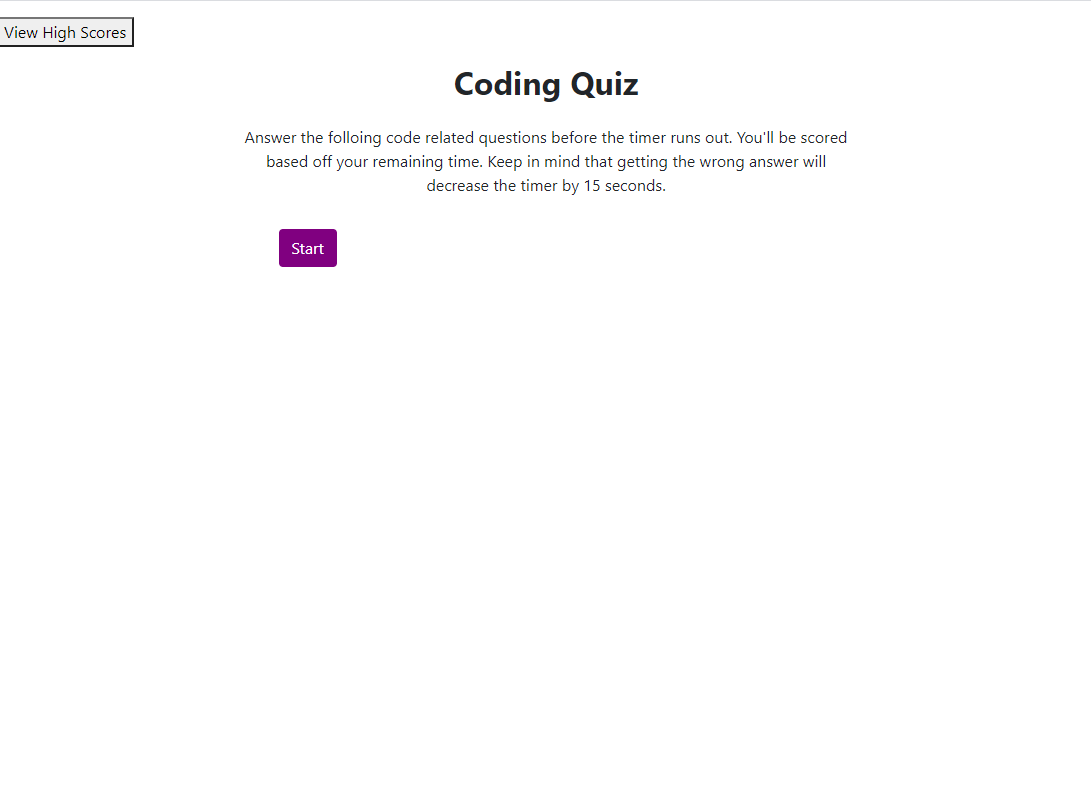 View High Scores
Coding Quiz
Answer the folloing code related questions before the timer runs out. You'll be scored
based off your remaining time. Keep in mind that getting the wrong answer will
decrease the timer by 15 seconds.
Start